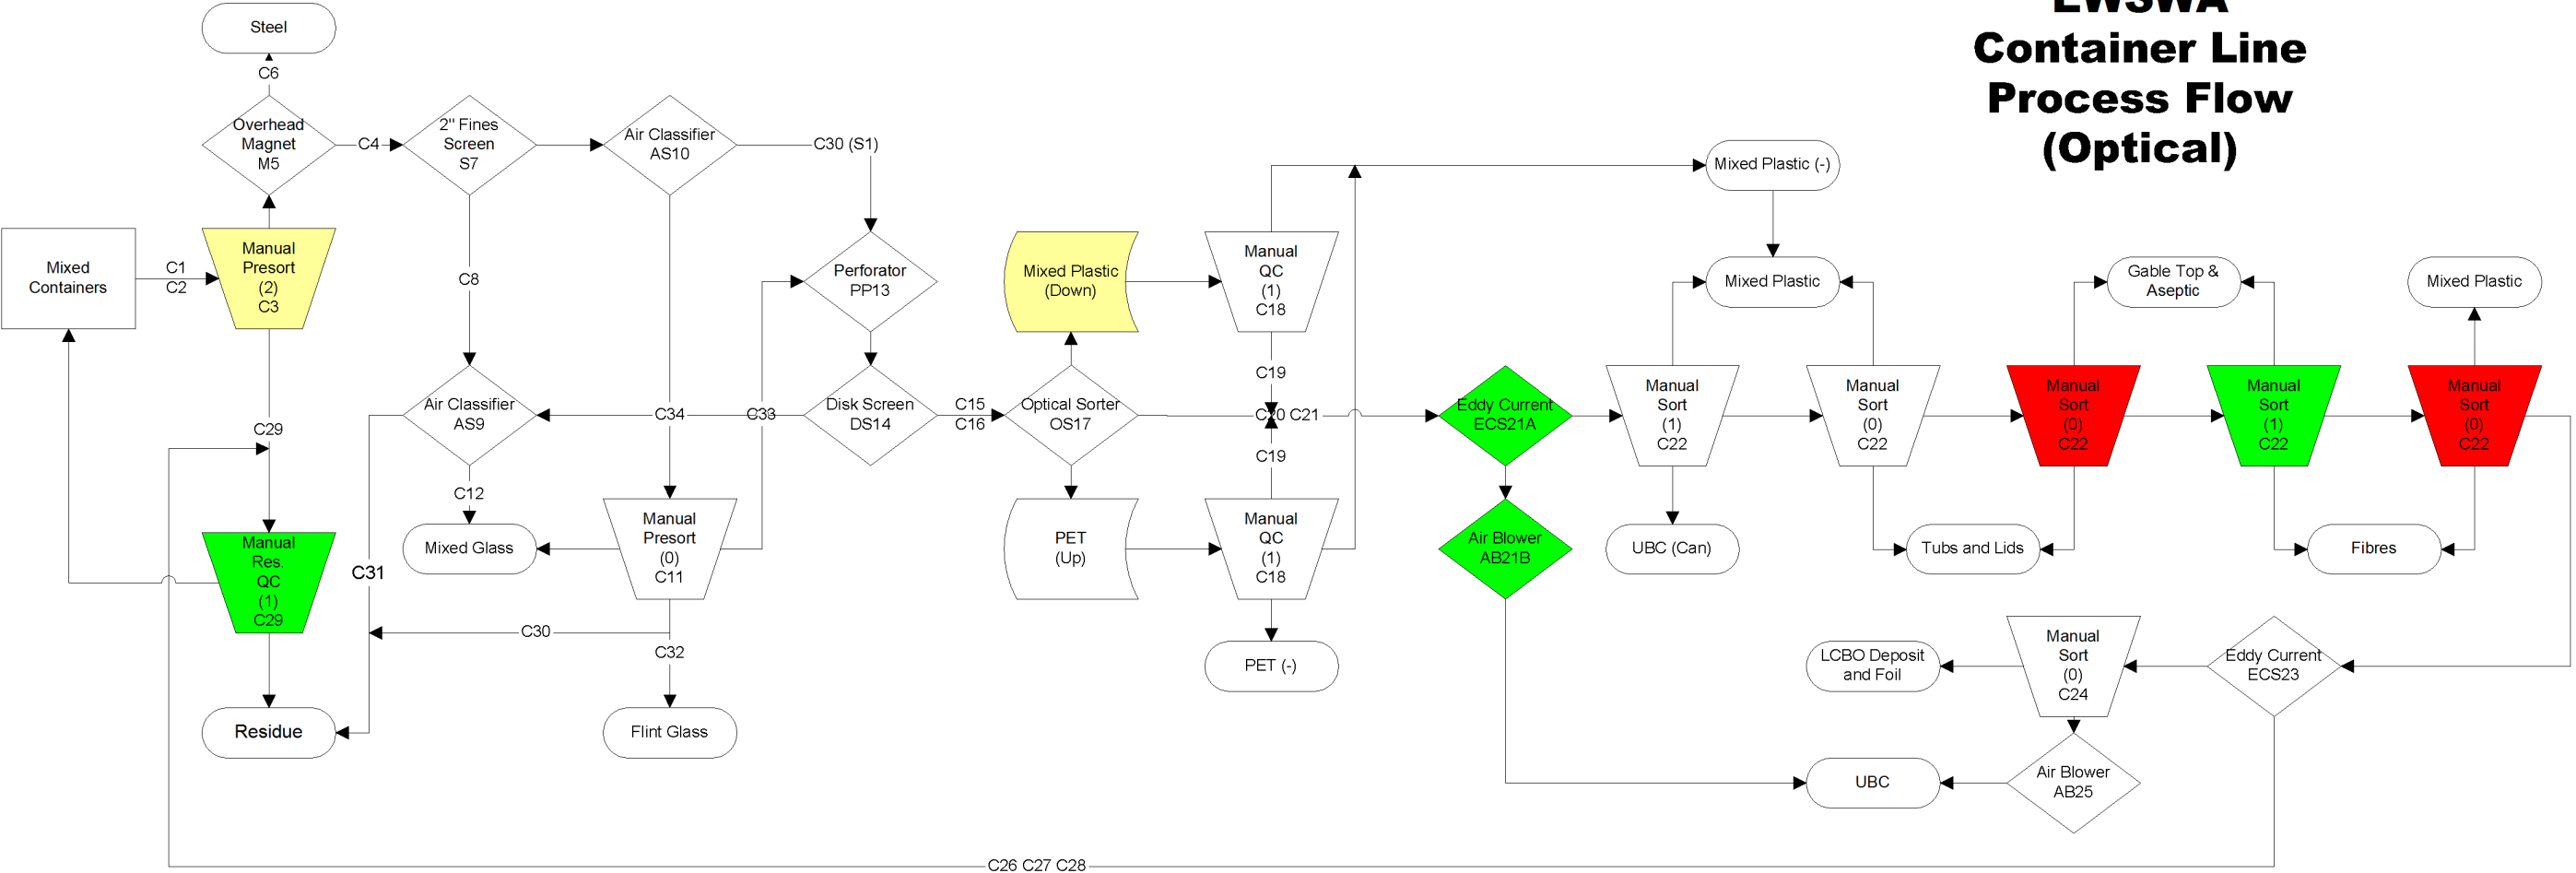 EWSWA
Container Line
Process Flow
(Optical)
Steel
C6
Overhead
Magnet
M5
C4
2" Fines
Screen
S7
Air Classifier
AS10
C30 (S1)
Mixed Plastic (-)
Mixed
Containers
C1
C2
Manual
Presort
(2)
C3
C8
Perforator
PP13
Mixed Plastic
(Down)
Manual
QC
(1)
C18
Mixed Plastic
Gable Top &
Aseptic
Mixed Plastic
C29
Air Classifier
AS9
C34
C33
Disk Screen
DS14
C15
C16
Optical Sorter
OS17
C19
C20 C21
C19
Eddy Current
ECS21A
Manual
Sort
(1)
C22
Manual
Sort
(0)
C22
Manual
Sort
(0)
C22
Manual
Sort
(1)
C22
Manual
Sort
(0)
C22
C12
Manual
Res.
QC
(1)
C29
C31
Mixed Glass
Manual
Presort
(0)
C11
PET
(Up)
Manual
QC
(1)
C18
Air Blower
AB21B
UBC (Can)
Tubs and Lids
Fibres
C30
C32
PET (-)
LCBO Deposit
and Foil
Manual
Sort
(0)
C24
Eddy Current
ECS23
Residue
Flint Glass
UBC
Air Blower
AB25
C26 C27 C28